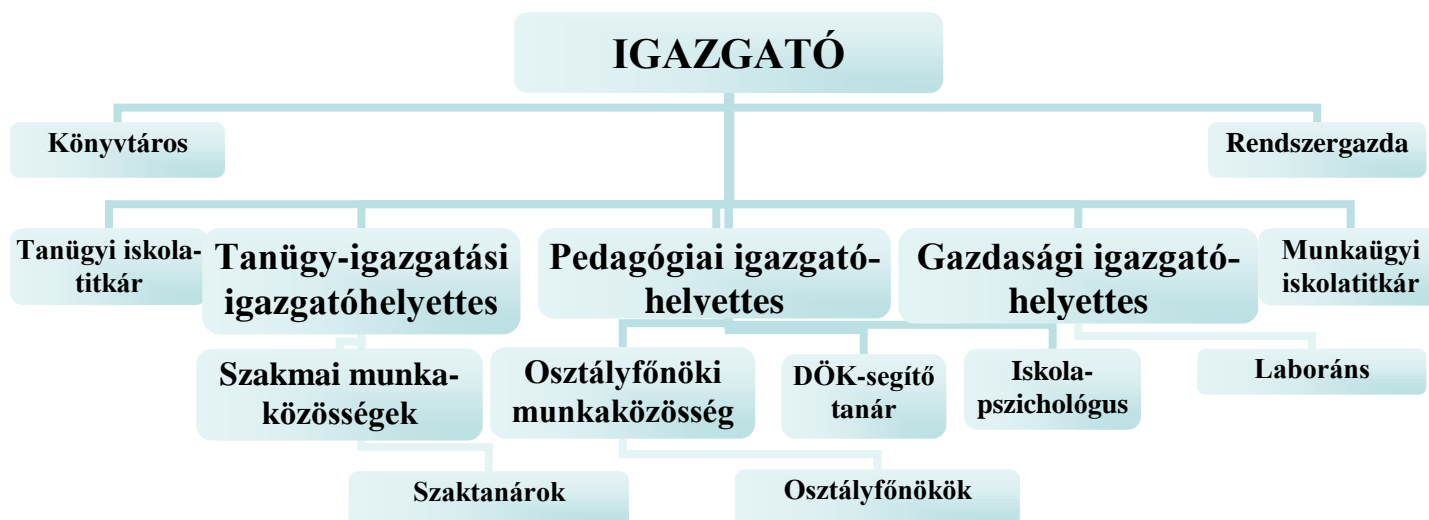 IGAZGATÓ
Könyvtáros
Rendszergazda
Tanügyi iskola-
titkár
Tanügy-igazgatási
igazgatóhelyettes
Pedagógiai igazgató-
helyettes
Gazdasági igazgató-
helyettes
Munkaügyi
iskolatitkár
Szakmai munka-
közösségek
Osztályfőnöki
munkaközösség
DÖK-segítő
tanár
Iskola-
pszichológus
Laboráns
Szaktanárok
Osztályfőnökök